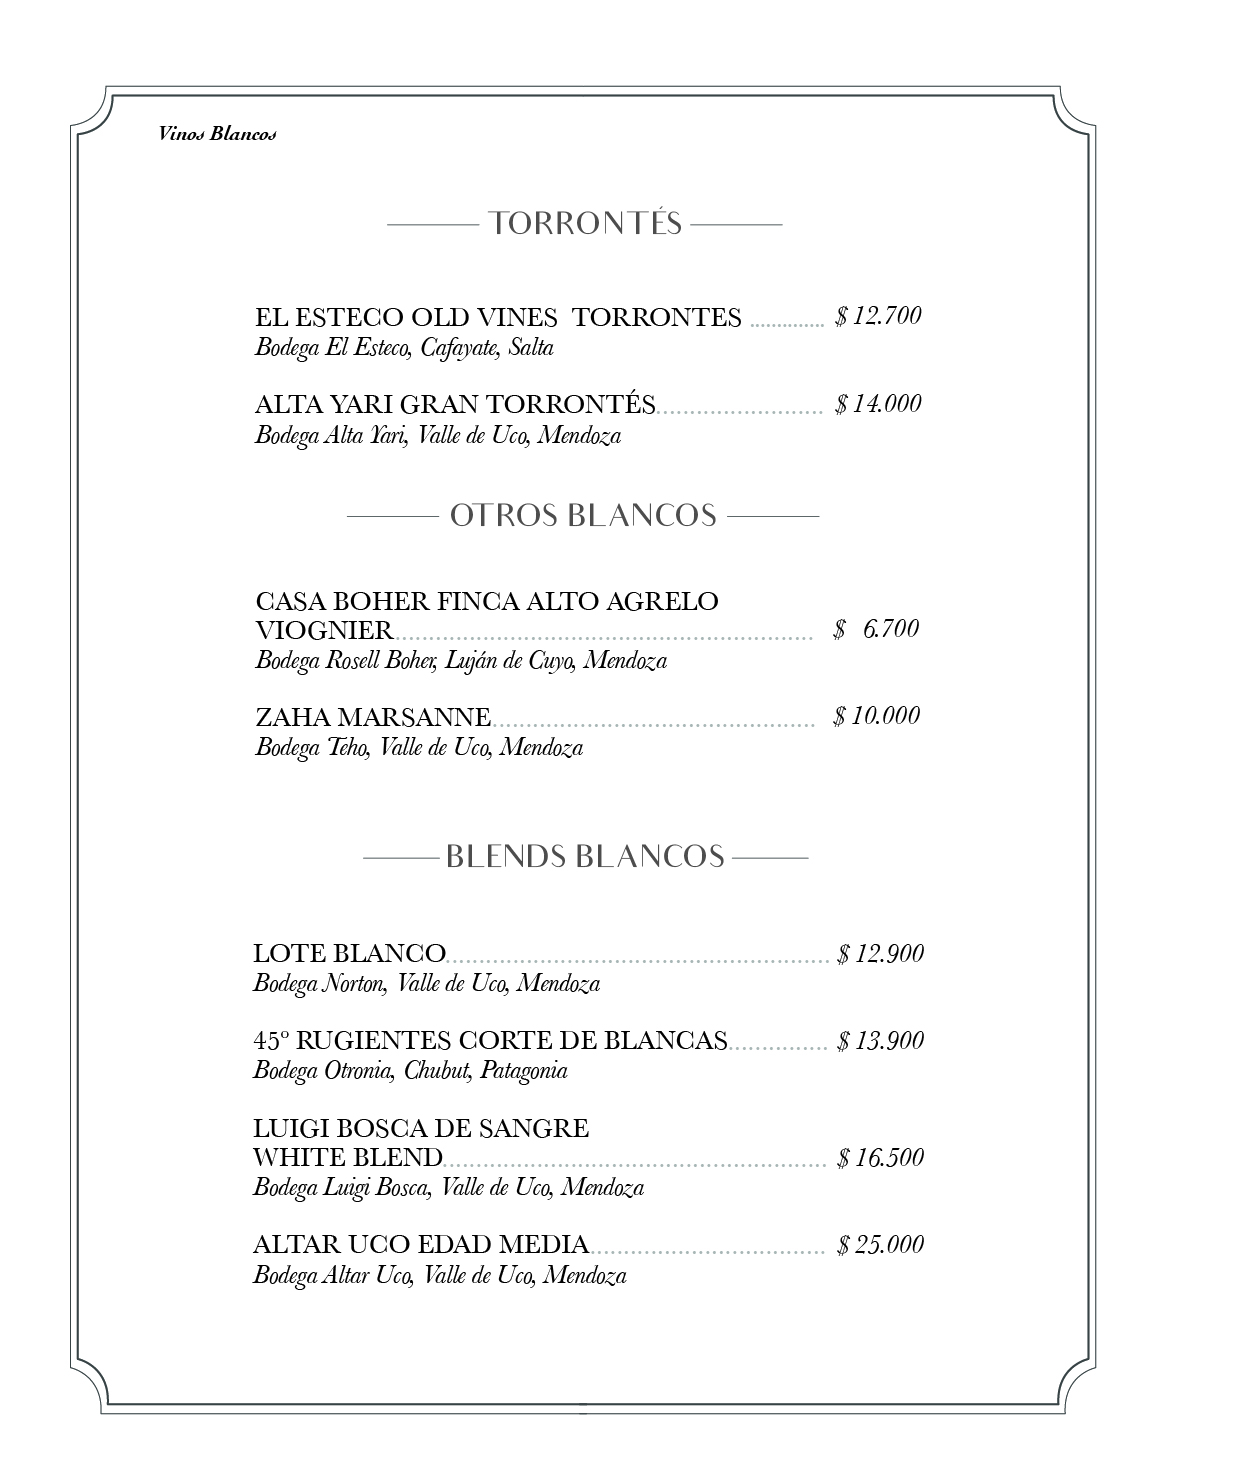 Vinos Blancos
TORRONTÉS
EL ESTECO OLD VINES  TORRONTES .............. $ 12.700
Bodega El Esteco, Cafayate, Salta
ALTA YARI GRAN TORRONTÉS......................... $ 14.000
Bodega Alta Yari, Valle de Uco, Mendoza
OTROS BLANCOS
CASA BOHER FINCA ALTO AGRELO
VIOGNIER.............................................................. $ 6.700
Bodega Rosell Boher, Luján de Cuyo, Mendoza
ZAHA MARSANNE................................................ $ 10.000
Bodega Teho, Valle de Uco, Mendoza
BLENDS BLANCOS
LOTE BLANCO......................................................... $ 12.900
Bodega Norton, Valle de Uco, Mendoza
45º RUGIENTES CORTE DE BLANCAS............... $ 13.900
Bodega Otronia, Chubut, Patagonia
LUIGI BOSCA DE SANGRE
WHITE BLEND......................................................... $ 16.500
Bodega Luigi Bosca, Valle de Uco, Mendoza
ALTAR UCO EDAD MEDIA................................... $ 25.000
Bodega Altar Uco, Valle de Uco, Mendoza